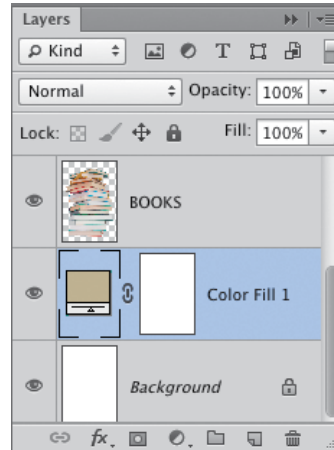 Layers
Kind
Normal Opacity: 100%
Lock: Fill: 100%
BOOKS
Color Fill 1
Background
fx